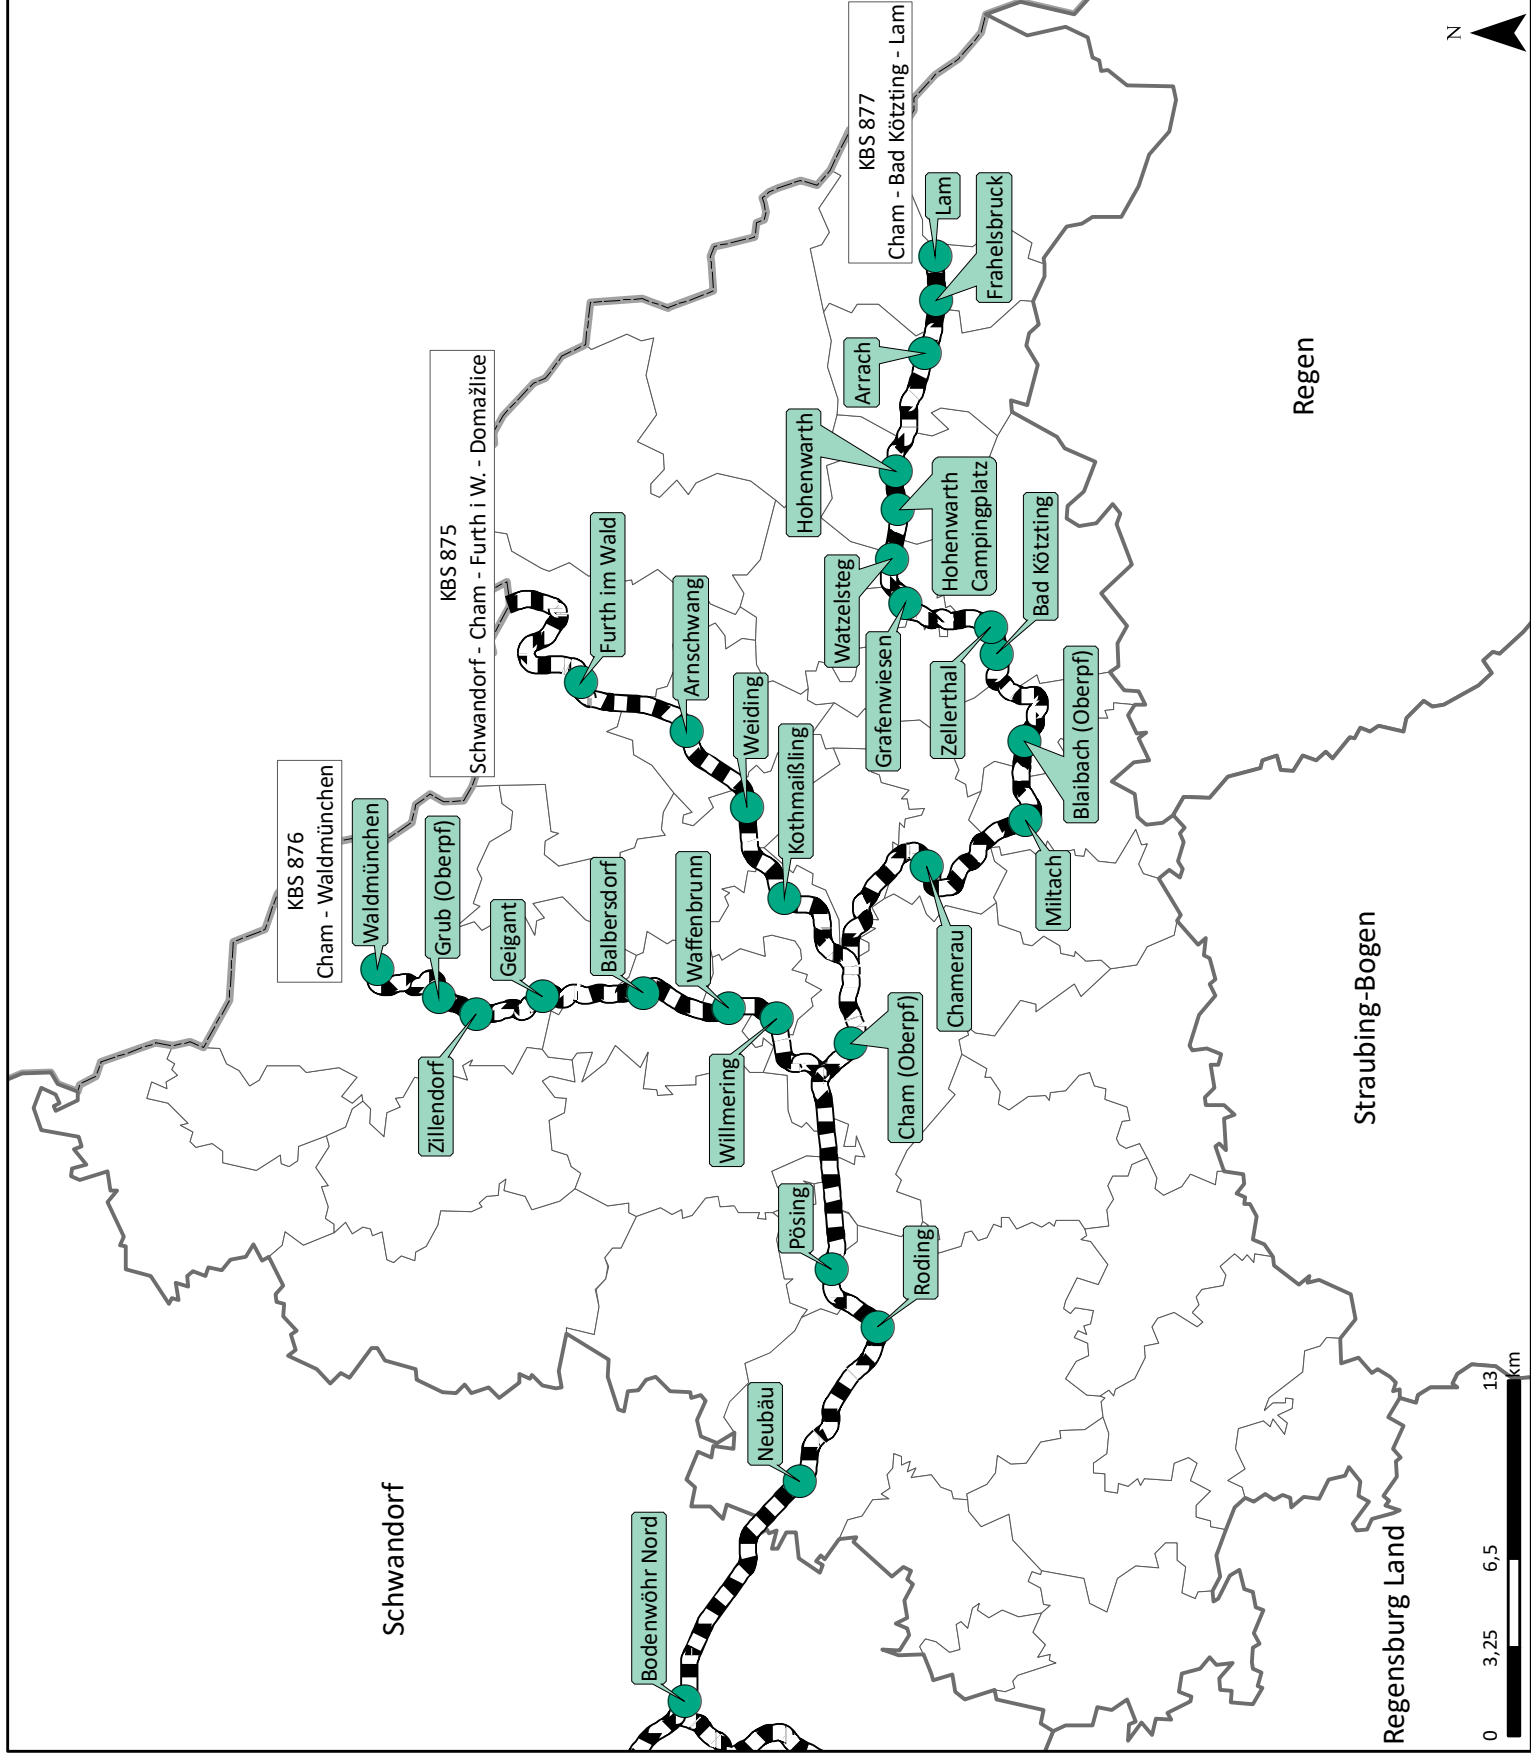 KBS 876
Cham - Waldmünchen
KBS 875
Schwandorf - Cham - Furth i W. - Domažlice
KBS 877
Cham - Bad Kötzting - Lam
N
Schwandorf
Waldmünchen
Grub (Oberpf)
Zillendorf
Geigant
Balbersdorf
Waffenbrunn
Willmering
Furth im Wald
Arnschwang
Weiding
Kothmaißling
Bodenwöhr Nord
Neubäu
Pösing
Roding
Cham (Oberpf)
Chamerau
Miltach
Blaibach (Oberpf)
Bad Kötzting
Zellerthal
Grafenwiesen
Watzelsteg
Hohenwarth
Campingplatz
Hohenwarth
Arrach
Frahelsbruck
Lam
Regensburg Land
Straubing-Bogen
Regen
0
3,25
6,5
13
km